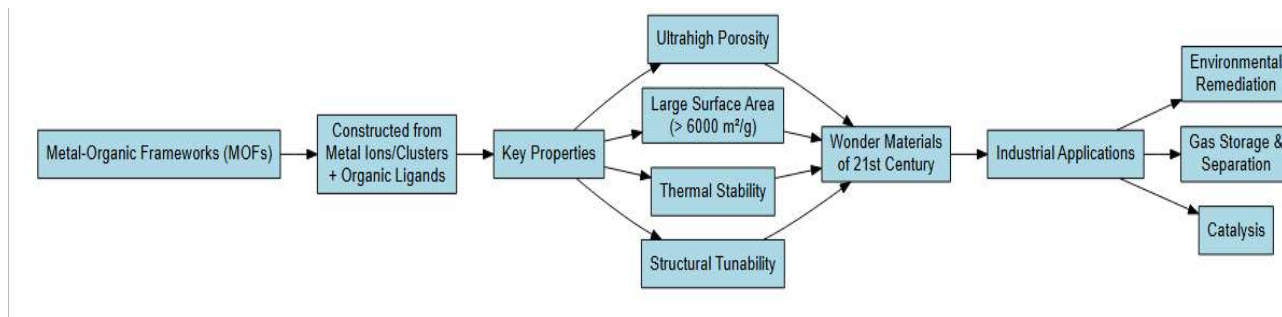 Metal-Organic Frameworks (MOFs)
Constructed from
Metal Ions/Clusters
+ Organic Ligands
Key Properties
Ultrahigh Porosity
Large Surface Area
(> 6000 m²/g)
Thermal Stability
Structural Tunability
Wonder Materials
of 21st Century
Industrial Applications
Environmental
Remediation
Gas Storage &
Separation
Catalysis